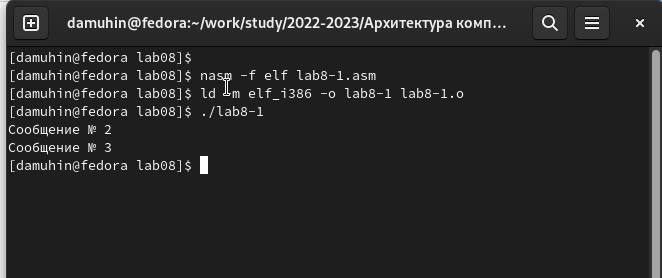 damuhin@fedora:~/work/study/2022-2023/Архитектура комп...
[damuhin@fedora lab08]$
[damuhin@fedora lab08]$ nasm -f elf lab8-1.asm
[damuhin@fedora lab08]$ ld -m elf_i386 -o lab8-1 lab8-1.o
[damuhin@fedora lab08]$ ./lab8-1
Сообщение № 2
Сообщение № 3
[damuhin@fedora lab08]$